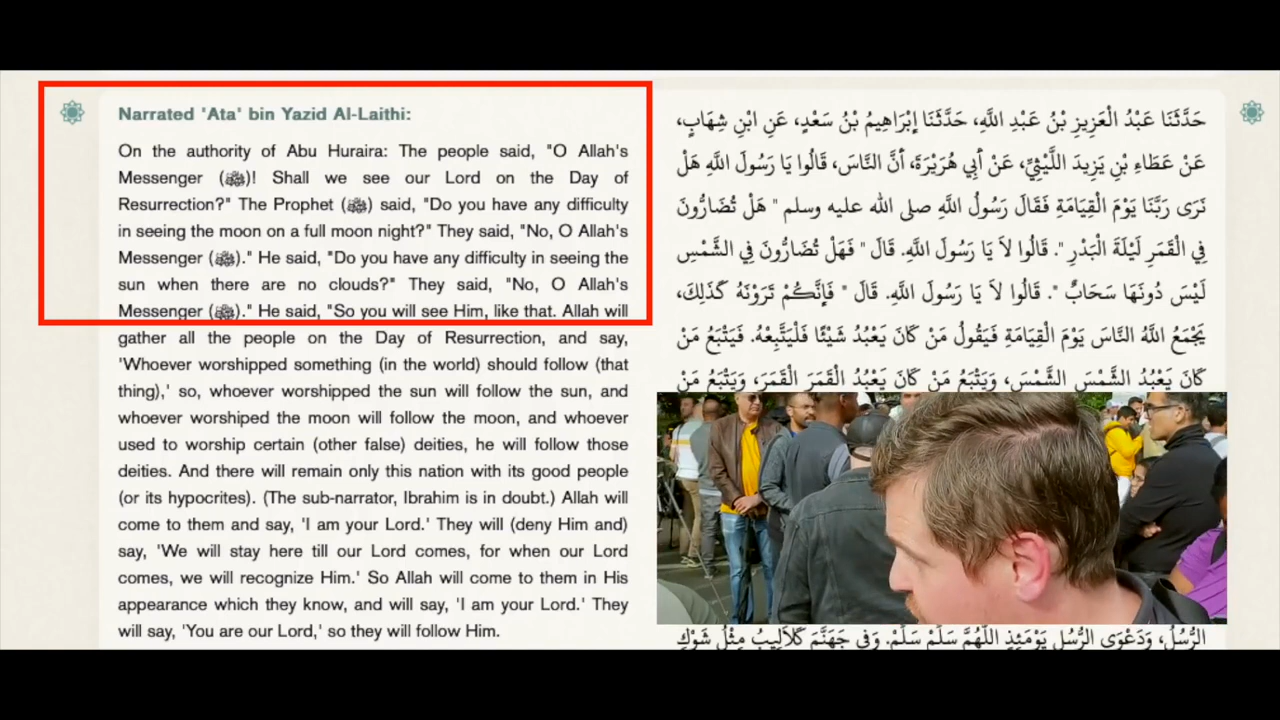 Narrated 'Ata' bin Yazid Al-Laithi:
On the authority of Abu Huraira: The people said, "O Allah's
Messenger (ﷺ)! Shall we see our Lord on the Day of
Resurrection?" The Prophet (ﷺ) said, "Do you have any difficulty
in seeing the moon on a full moon night?" They said, "No, O Allah's
Messenger (ﷺ)." He said, "Do you have any difficulty in seeing the
sun when there are no clouds?" They said, "No, O Allah's
Messenger (ﷺ)." He said, "So you will see Him, like that. Allah will
gather all the people on the Day of Resurrection, and say,
'Whoever worshipped something (in the world) should follow (that
thing),' so, whoever worshipped the sun will follow the sun, and
whoever worshiped the moon will follow the moon, and whoever
used to worship certain (other false) deities, he will follow those
deities. And there will remain only this nation with its good people
(or its hypocrites). (The sub-narrator, Ibrahim is in doubt.) Allah will
come to them and say, 'I am your Lord.' They will (deny Him and)
say, 'We will stay here till our Lord comes, for when our Lord
comes, we will recognize Him.' So Allah will come to them in His
appearance which they know, and will say, 'I am your Lord.' They
will say, 'You are our Lord,' so they will follow Him.
حَدَّثَنَا عَبْدُ الْعَزِيزِ بْنُ عَبْدِ اللَّهِ، حَدَّثَنَا إِبْرَاهِيمُ بْنُ سَعْدٍ، عَنِ ابْنِ شِهَابٍ،
عَنْ عَطَاءِ بْنِ يَزِيدَ اللَّيْثِيِّ، عَنْ أَبِي هُرَيْرَةَ، أَنَّ النَّاسَ، قَالُوا يَا رَسُولَ اللَّهِ هَلْ
نَرَى رَبَّنَا يَوْمَ الْقِيَامَةِ فَقَالَ رَسُولُ اللَّهِ صلى الله عليه وسلم " هَلْ تُضَارُّونَ
فِي الْقَمَرِ لَيْلَةَ الْبَدْرِ ". قَالُوا لاَ يَا رَسُولَ اللَّهِ. قَالَ " فَهَلْ تُضَارُّونَ فِي الشَّمْسِ
لَيْسَ دُونَهَا سَحَابٌ ". قَالُوا لاَ يَا رَسُولَ اللَّهِ. قَالَ " فَإِنَّكُمْ تَرَوْنَهُ كَذَلِكَ،
يَجْمَعُ اللَّهُ النَّاسَ يَوْمَ الْقِيَامَةِ فَيَقُولُ مَنْ كَانَ يَعْبُدُ شَيْئًا فَلْيَتَّبِعْهُ. فَيَتْبَعُ مَنْ
كَانَ يَعْبُدُ الشَّمْسَ الشَّمْسَ، وَيَتْبَعُ مَنْ كَانَ يَعْبُدُ الْقَمَرَ الْقَمَرَ، وَيَتْبَعُ مَنْ
الرُّسُلُ، وَدَعْوَى الرُّسُلِ يَوْمَئِذٍ اللَّهُمَّ سَلِّمْ سَلِّمْ. وَفِي جَهَنَّمَ كَلاَلِيبُ مِثْلُ شَوْكِ